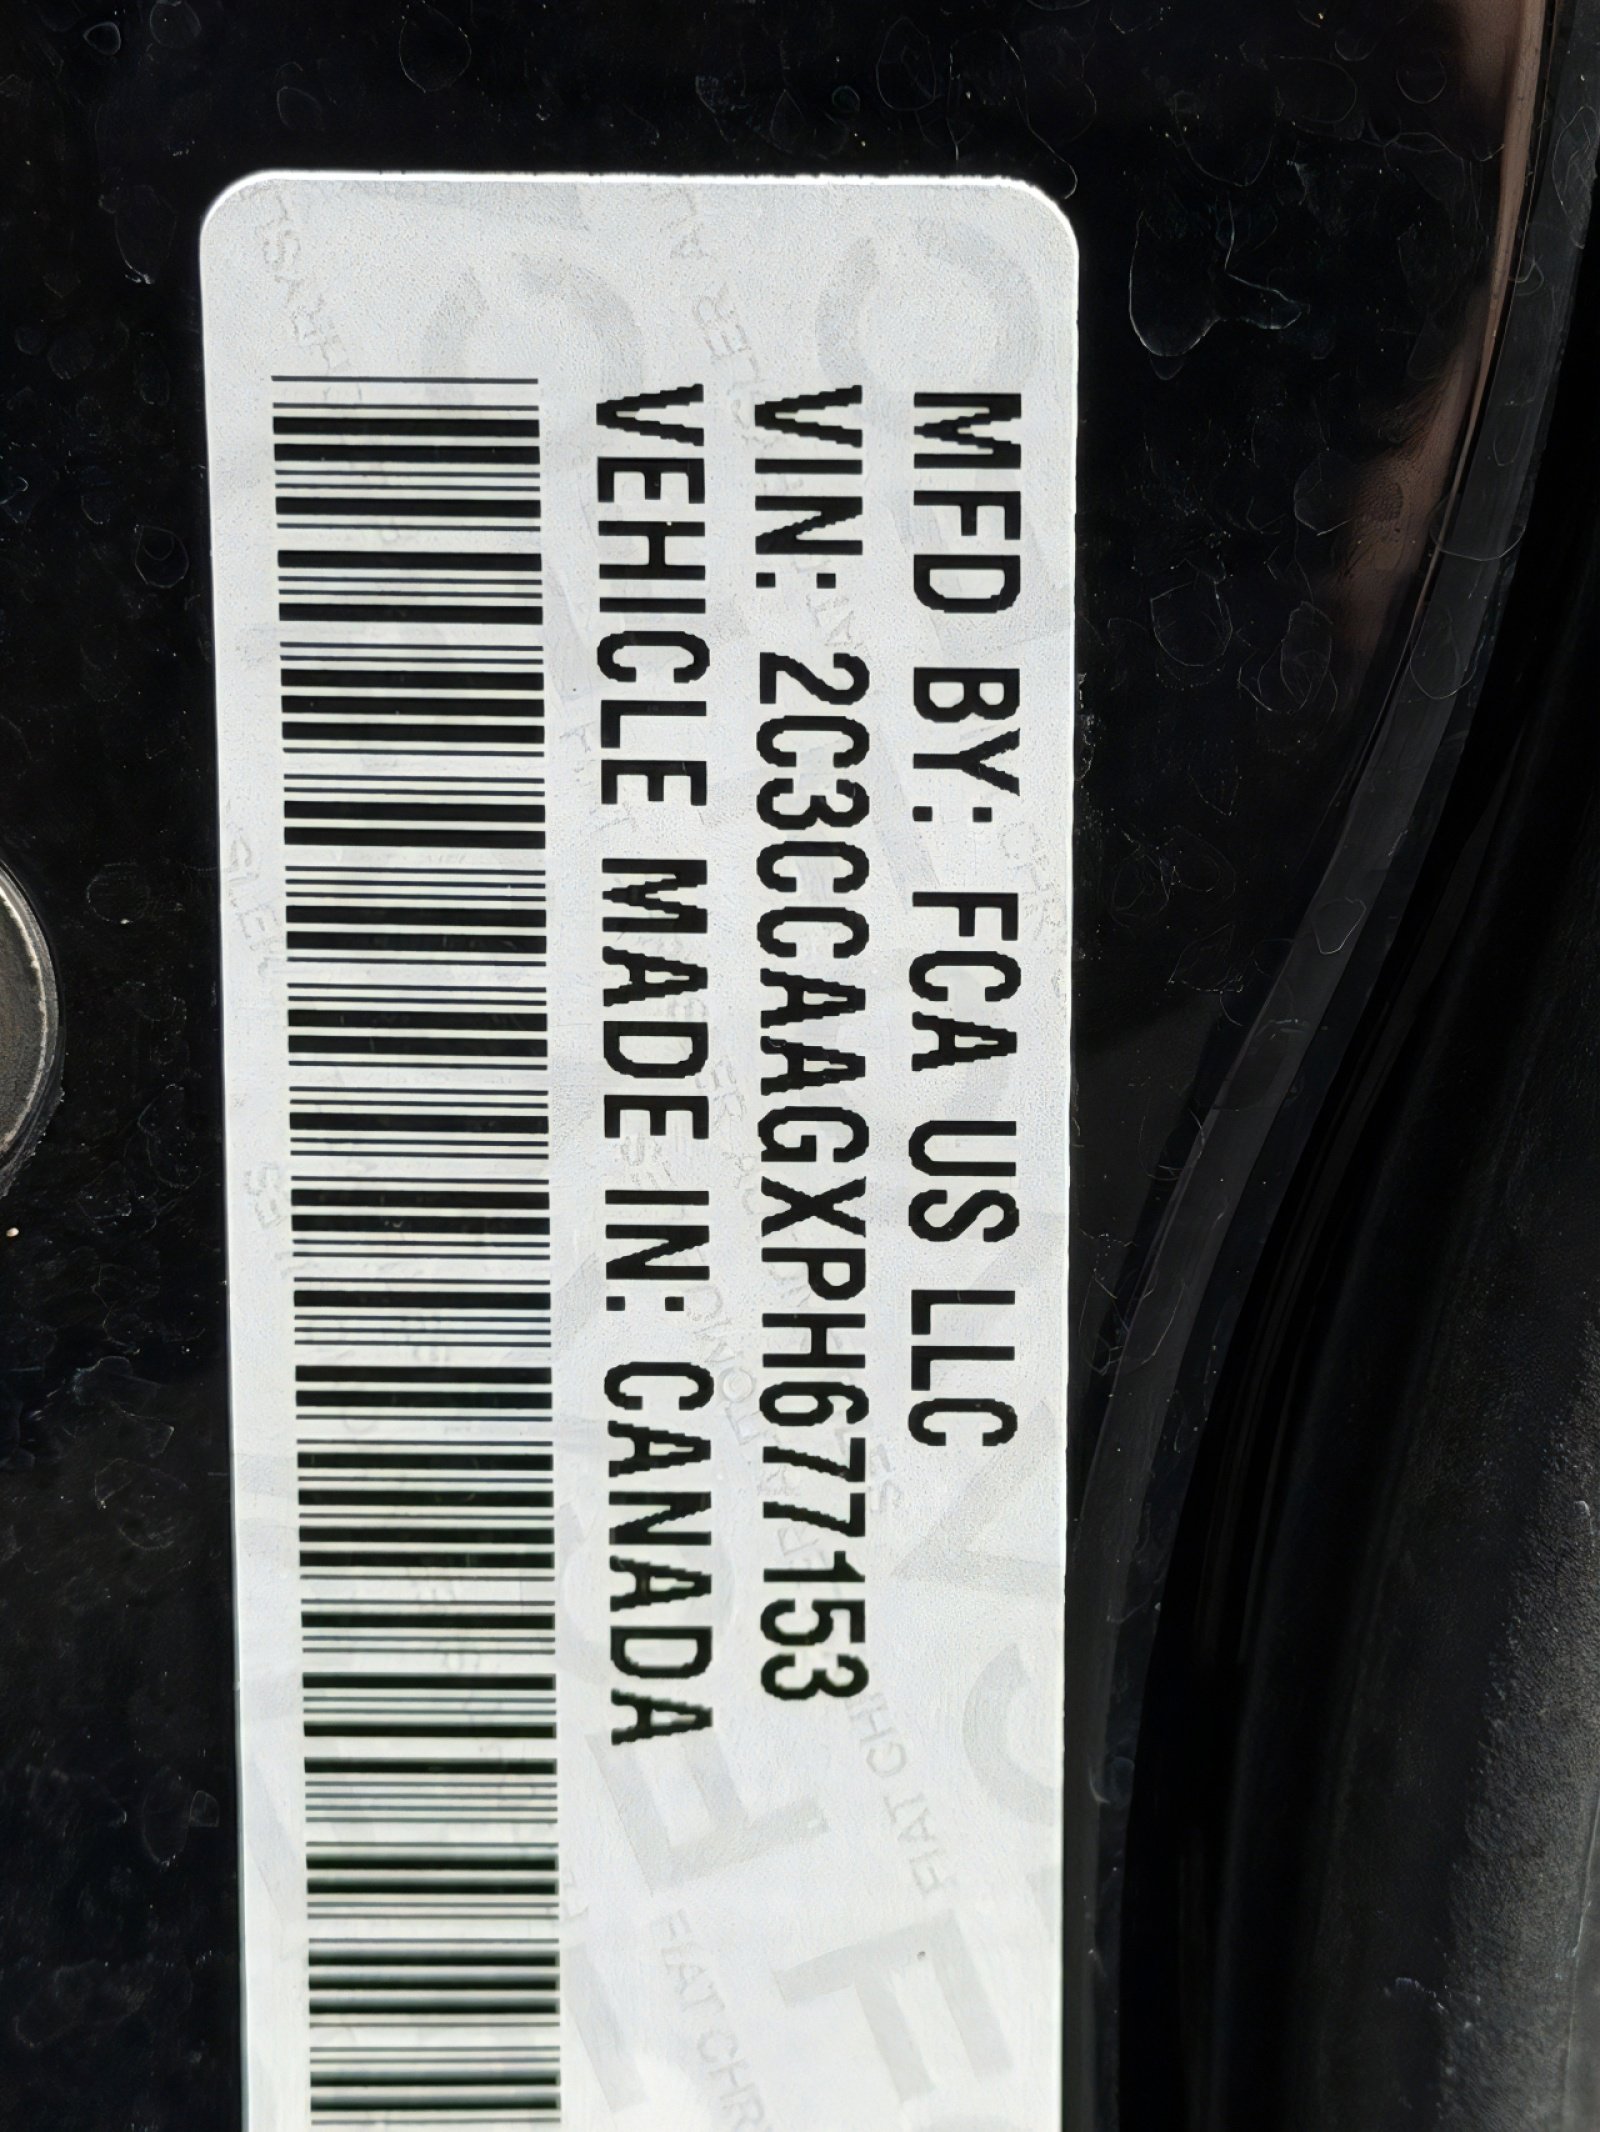 MFD BY: FCA US LLC
VIN: 2C3CCAAGXPH677153
VEHICLE MADE IN: CANADA